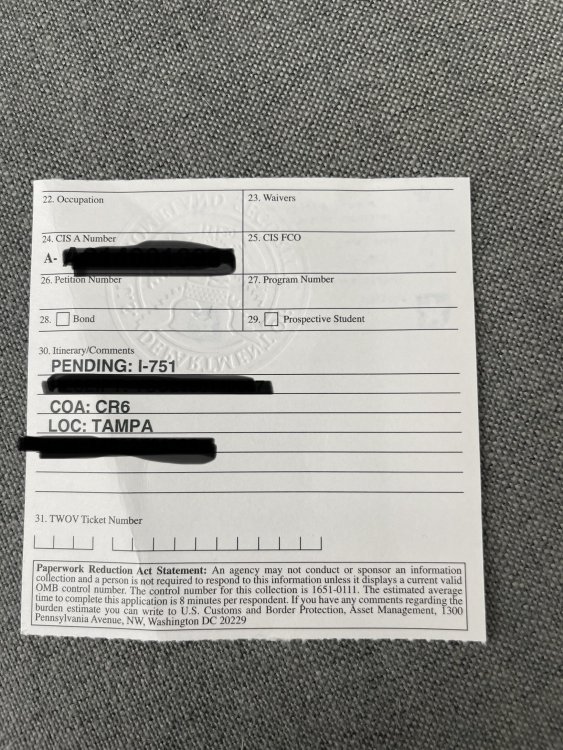 22. Occupation
23. Waivers
24. CIS A Number
A-
25. CIS FCO
26. Petition Number
27. Program Number
28. Bond
29. Prospective Student
30. Itinerary/Comments
PENDING: I-751
COA: CR6
LOC: TAMPA
31. TWOV Ticket Number
Paperwork Reduction Act Statement: An agency may not conduct or sponsor an information
collection and a person is not required to respond to this information unless it displays a current valid
OMB control number. The control number for this collection is 1651-0111. The estimated average
time to complete this application is 8 minutes per respondent. If you have any comments regarding the
burden estimate you can write to U.S. Customs and Border Protection, Asset Management, 1300
Pennsylvania Avenue, NW, Washington DC 20229